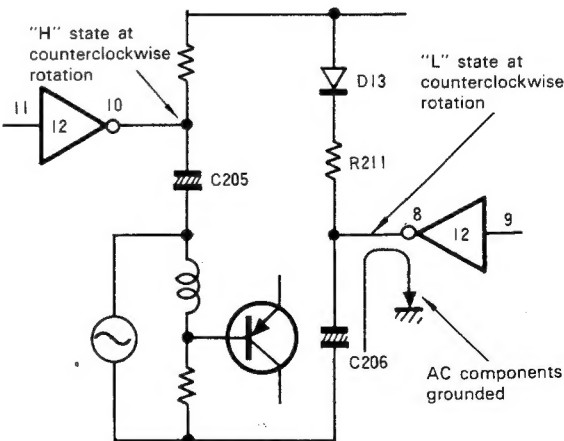 "H" state at
counterclockwise
rotation
"L" state at
counterclockwise
rotation
D13
11
12
10
R211
C205
8
12
9
C206
AC components
grounded